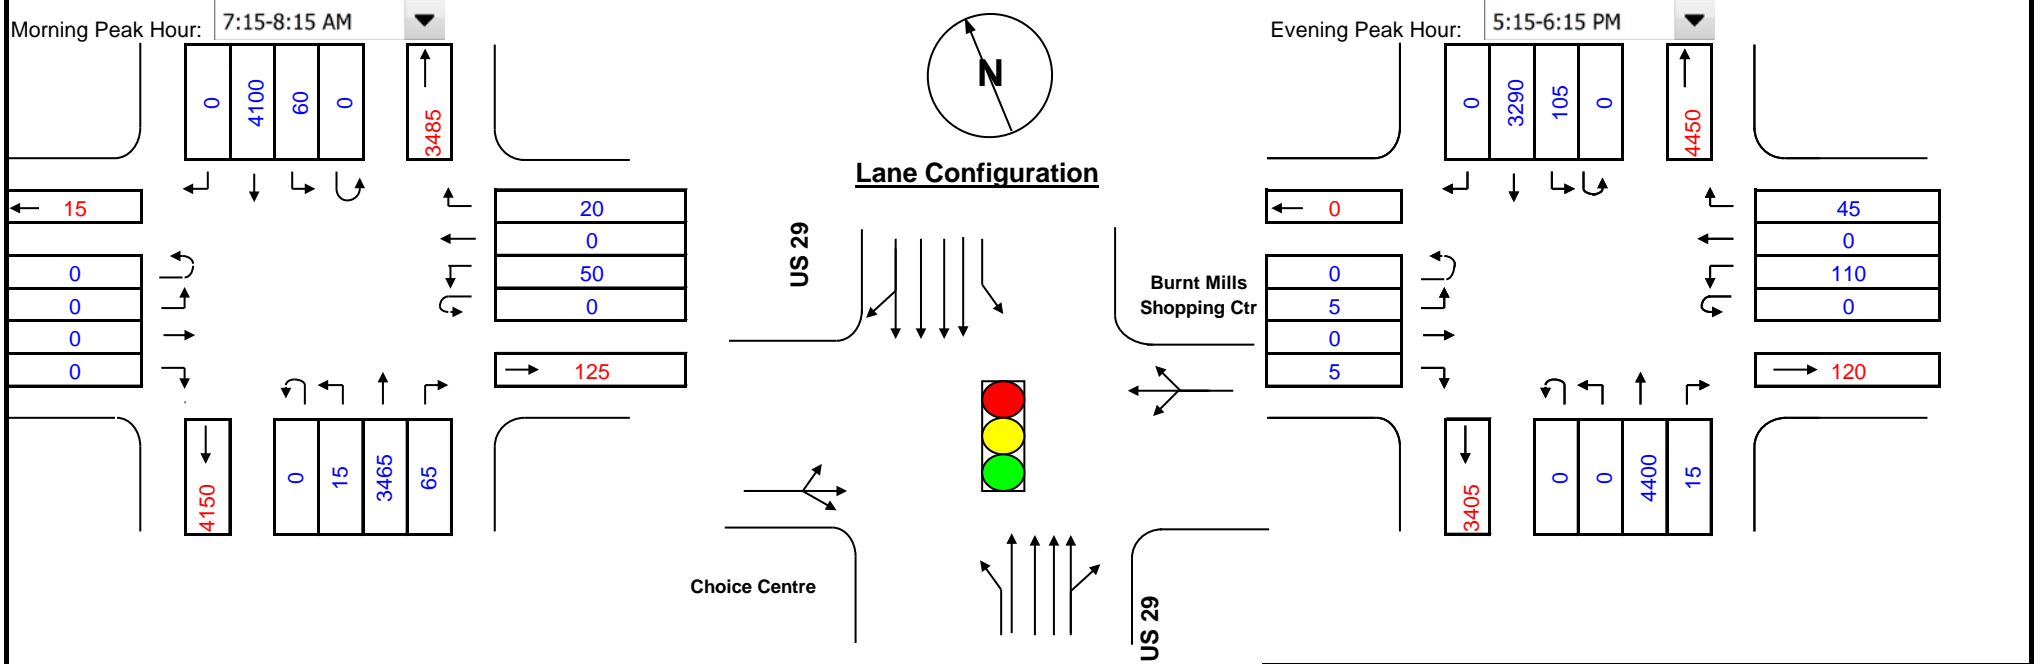 Morning Peak Hour: 7:15-8:15 AM
0 4100 60 0 3485
15
0
0
0
0
20
0
50
0
125
4150
0 15 3465 65
N
Lane Configuration
US 29
Burnt Mills
Shopping Ctr
Choice Centre
US 29
Evening Peak Hour: 5:15-6:15 PM
0 3290 105 0 4450
0
0
5
0
5
45
0
110
0
120
3405
0 0 4400 15